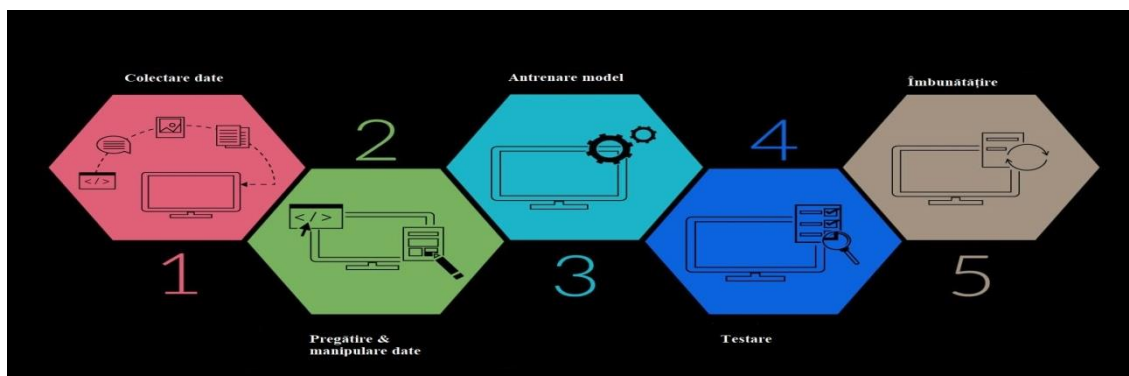 Colectare date
1
</>
2
</>
Pregătire &
manipulare date
Antrenare model
3
4
Testare
Îmbunătățire
5